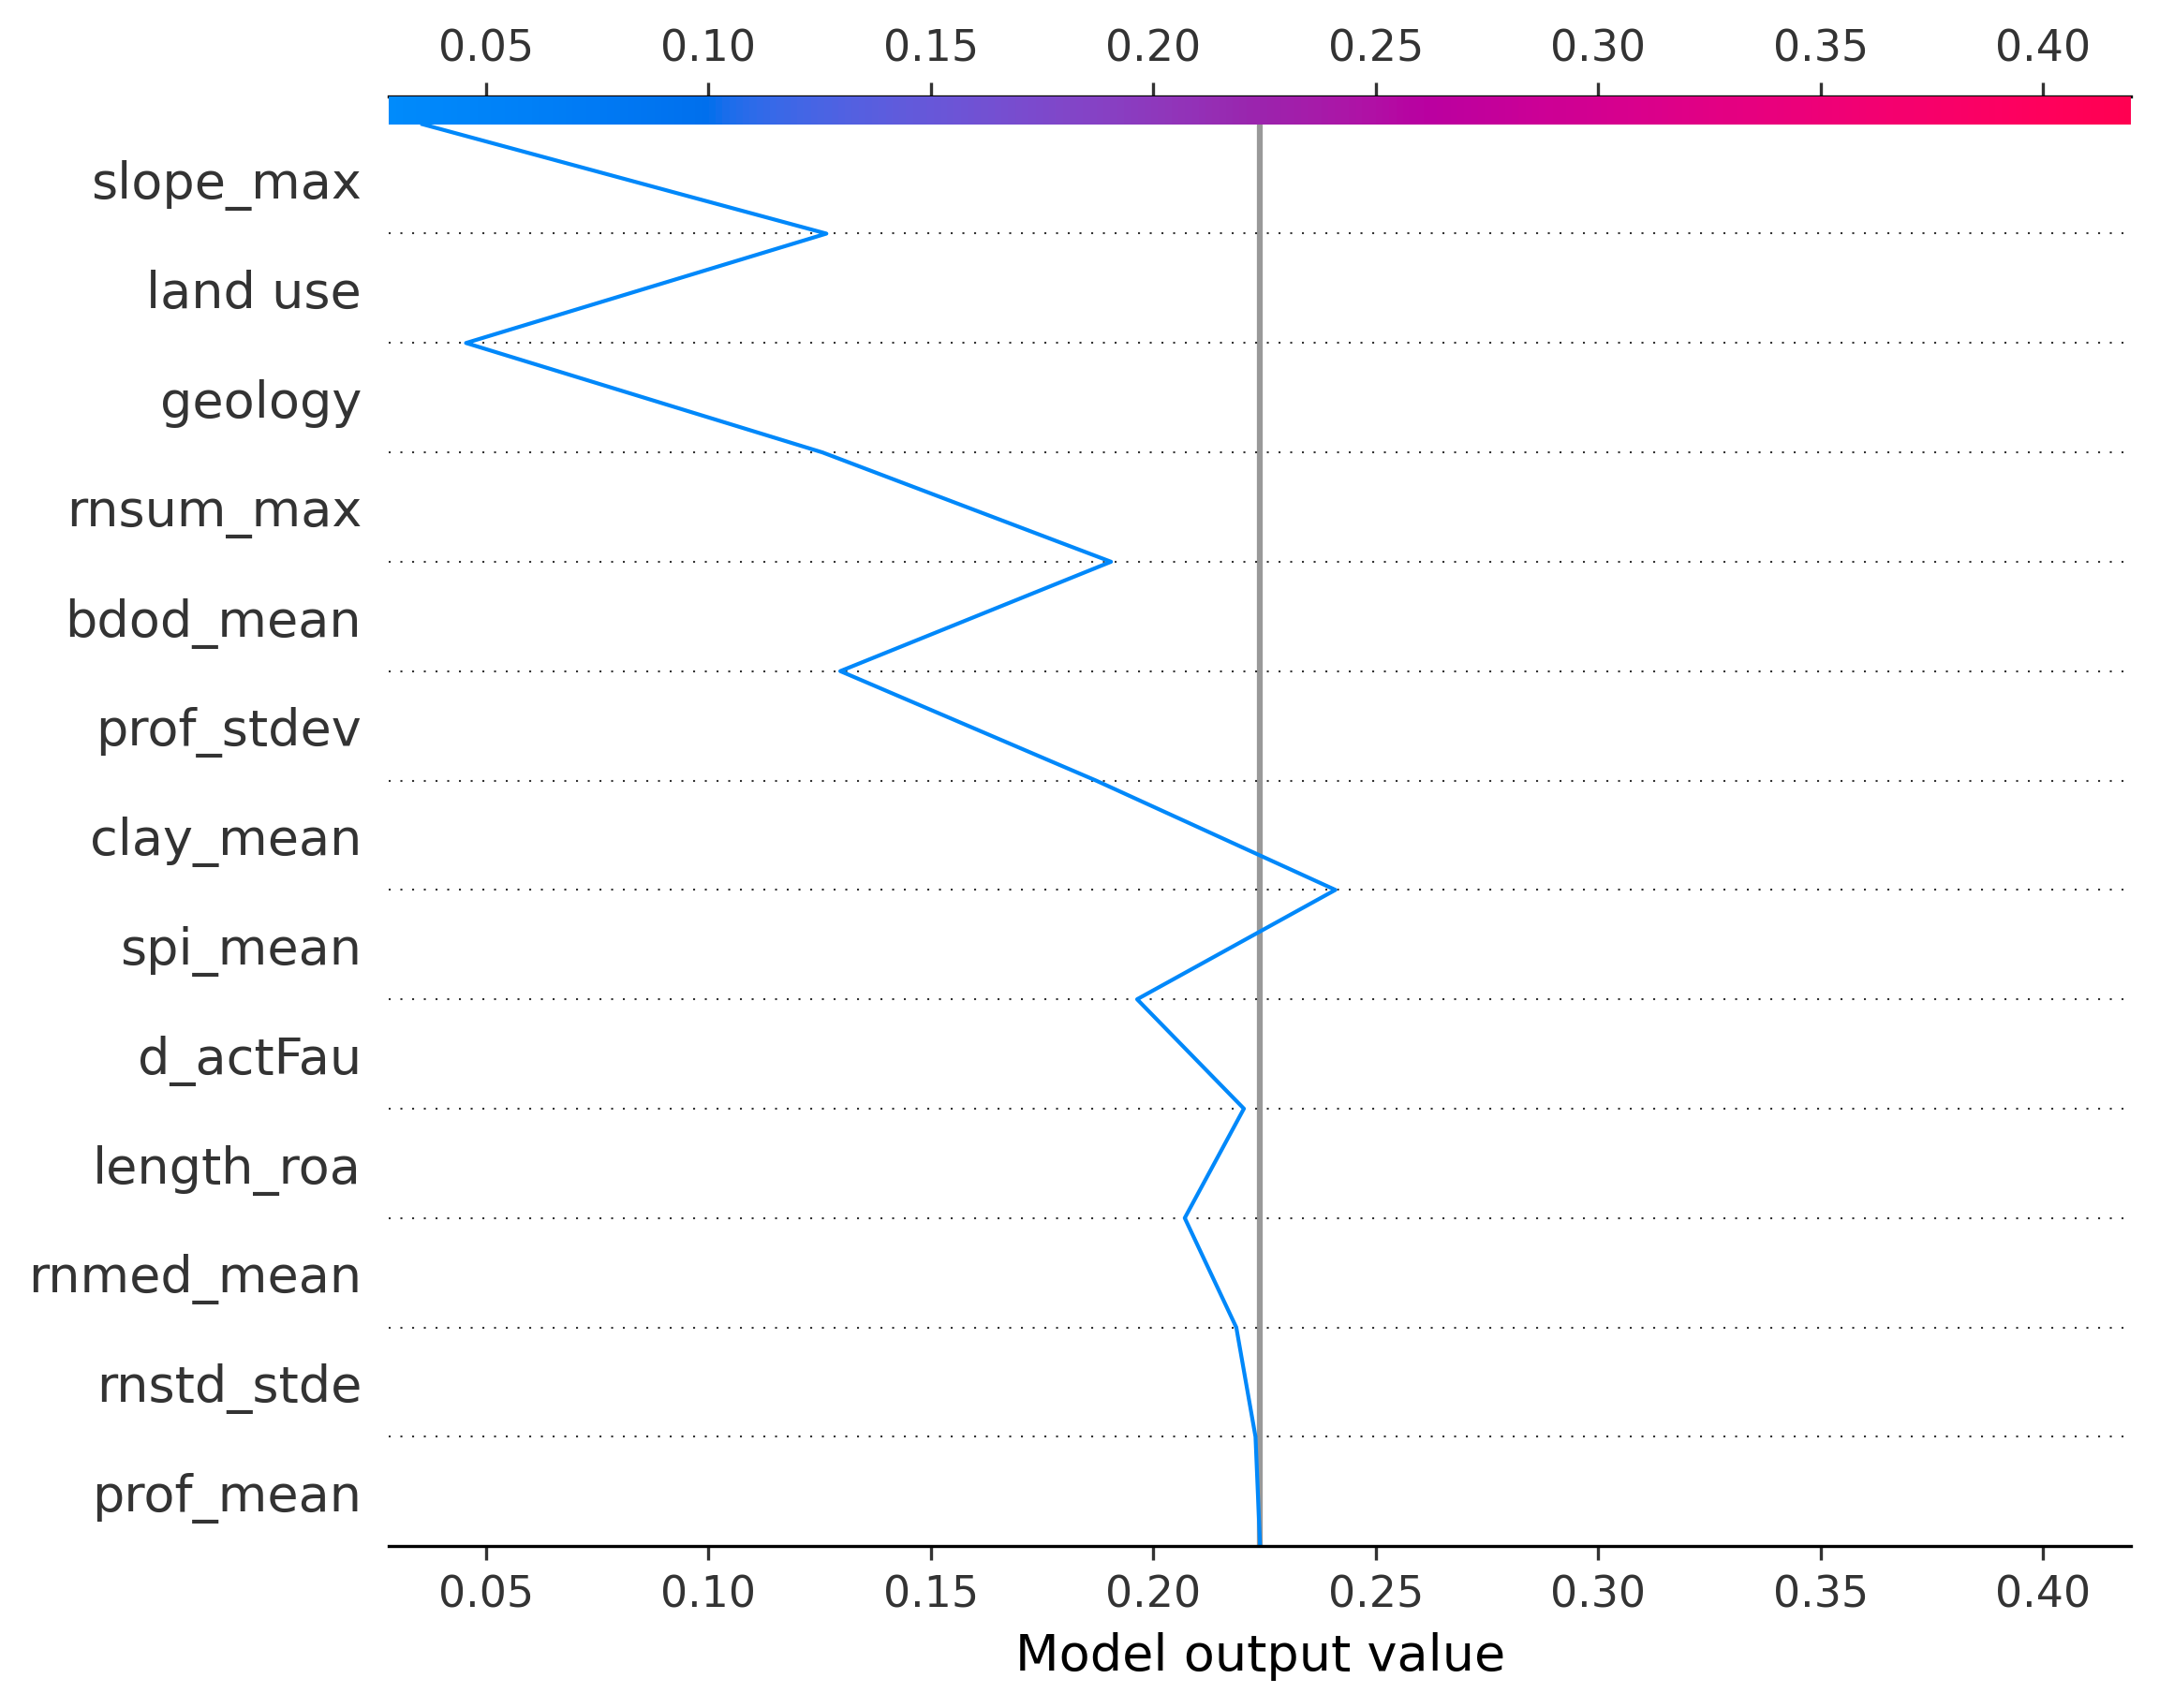 0.05 0.10 0.15 0.20 0.25 0.30 0.35 0.40
slope_max
land use
geology
rnsum_max
bdod_mean
prof_stdev
clay_mean
spi_mean
d_actFau
length_roa
rnmed_mean
rnstd_stde
prof_mean
0.05 0.10 0.15 0.20 0.25 0.30 0.35 0.40
Model output value